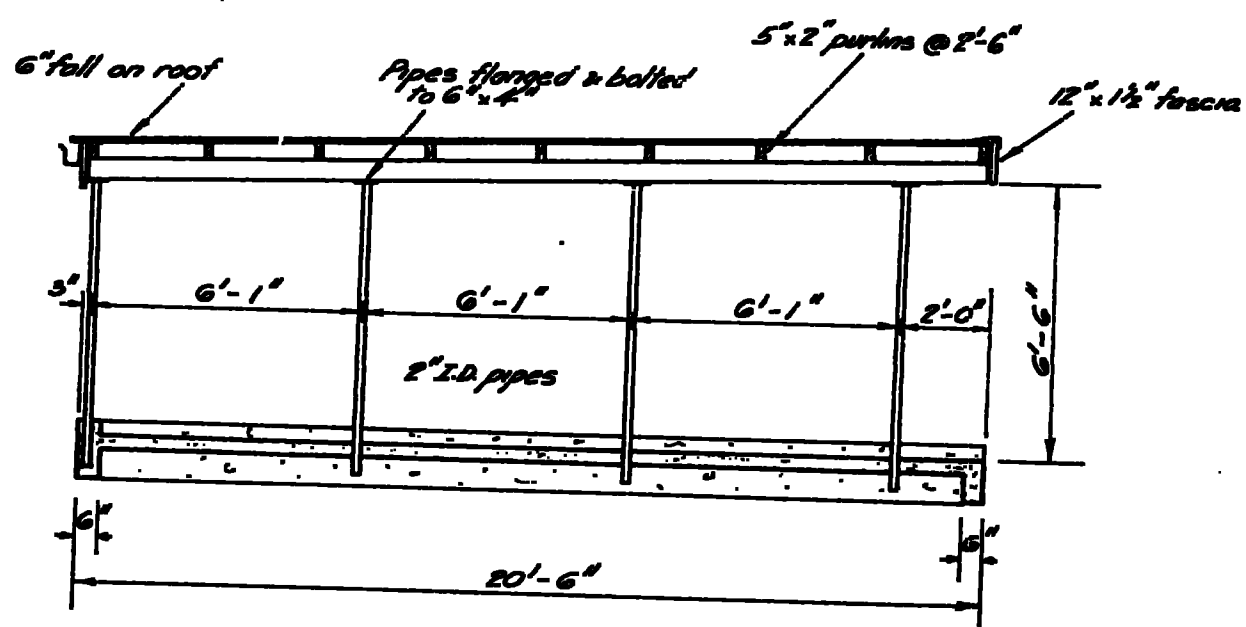 5"x2" purlins @ 2'-6"
6" fall on roof
Pipes flanged & bolted
to 6"x4"
12"x1½" fascia
3"
6'-1"
6'-1"
6'-1"
2'-0"
6'-6"
2" I.D. pipes
6"
6"
20'-6"